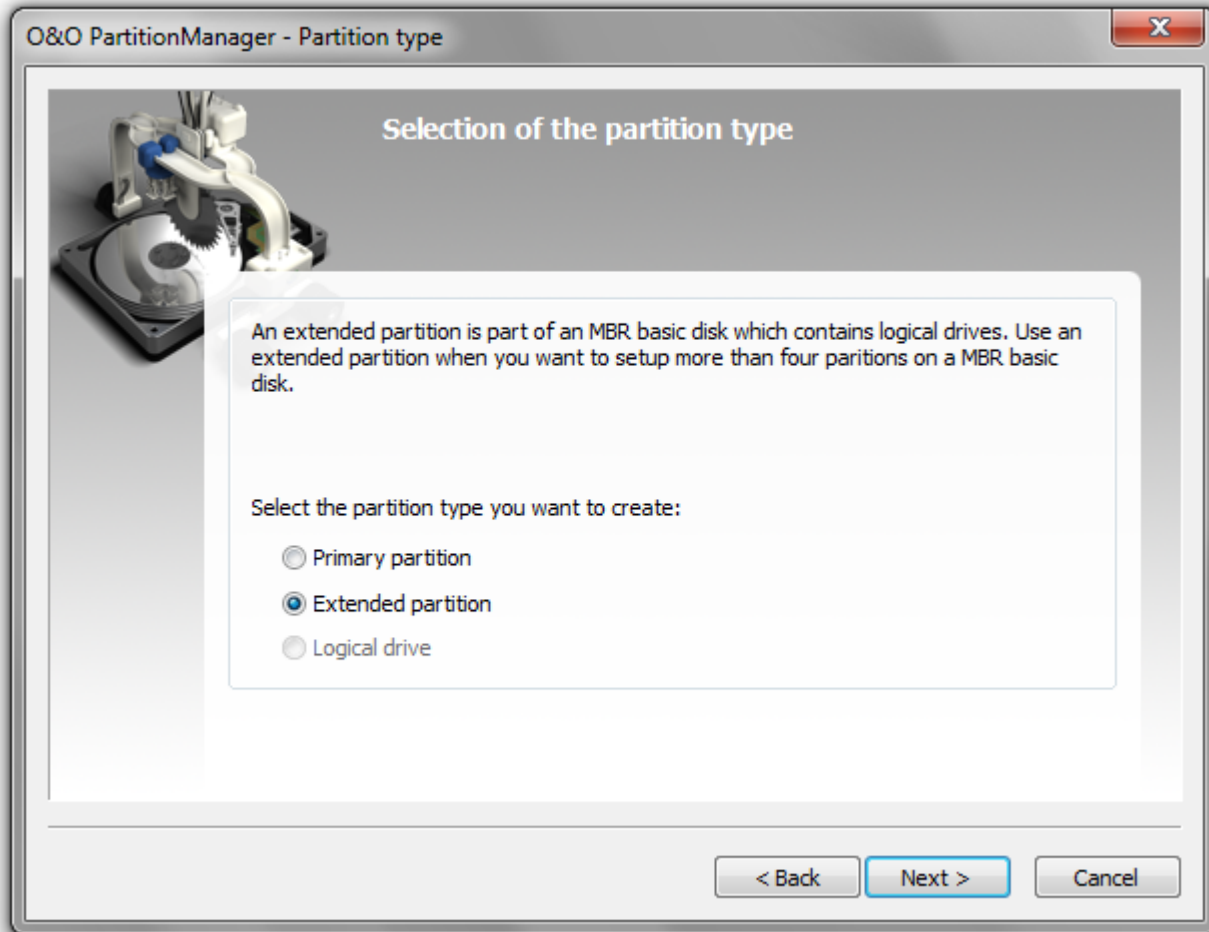 O&O PartitionManager - Partition type
Selection of the partition type
An extended partition is part of an MBR basic disk which contains logical drives. Use an
extended partition when you want to setup more than four paritions on a MBR basic
disk.
Select the partition type you want to create:
Primary partition
Extended partition
Logical drive
< Back
Next >
Cancel